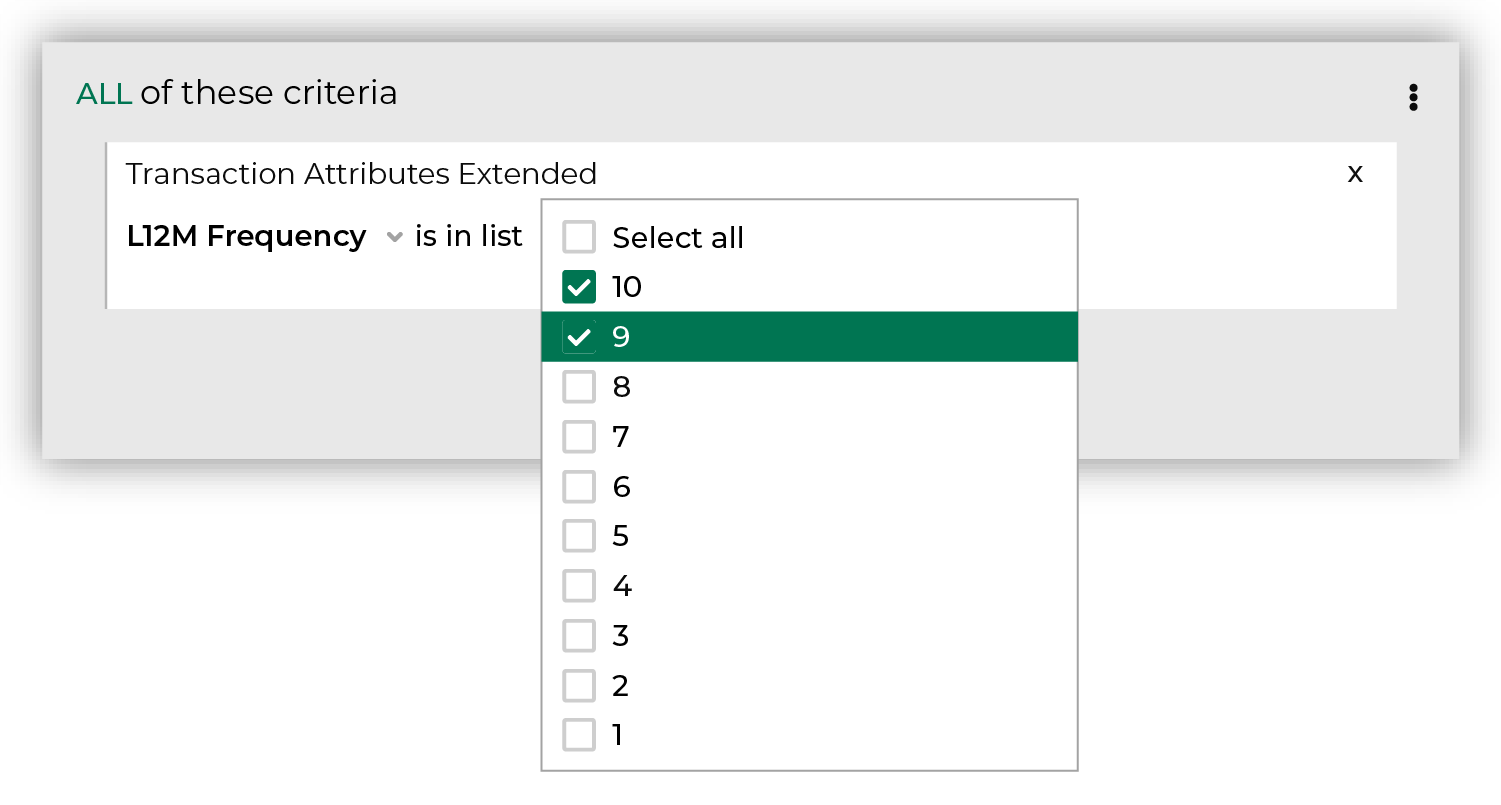 ALL of these criteria
Transaction Attributes Extended x
L12M Frequency is in list
Select all
10
9
8
7
6
5
4
3
2
1